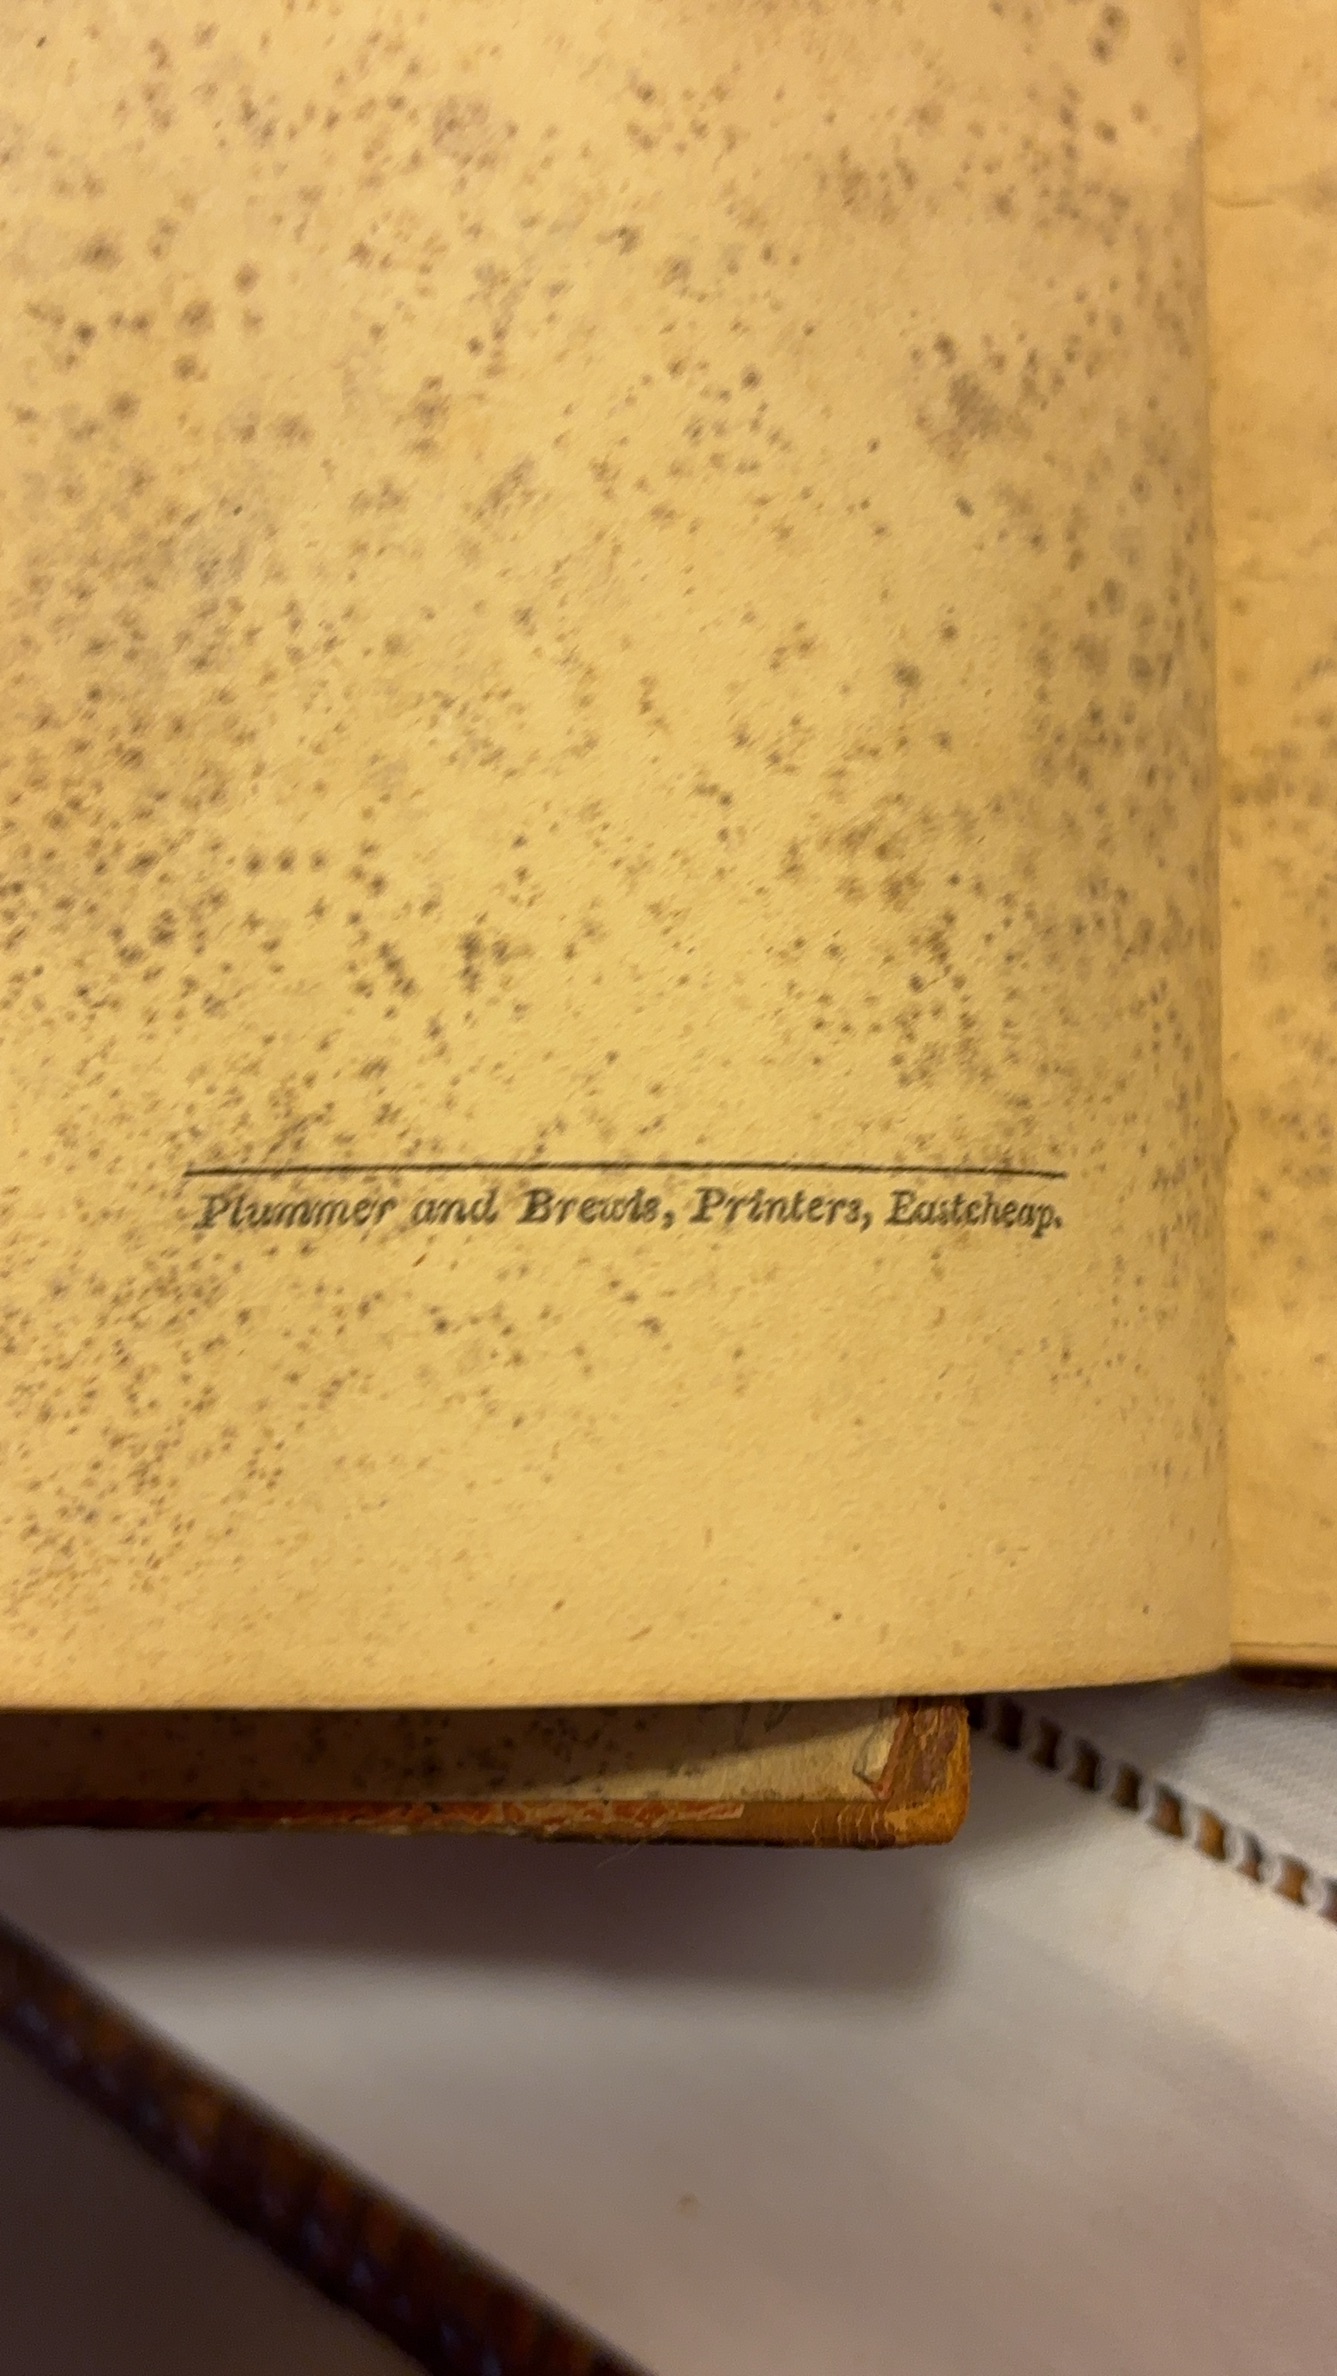 Plummer and Brewis, Printers, Eastcheap.